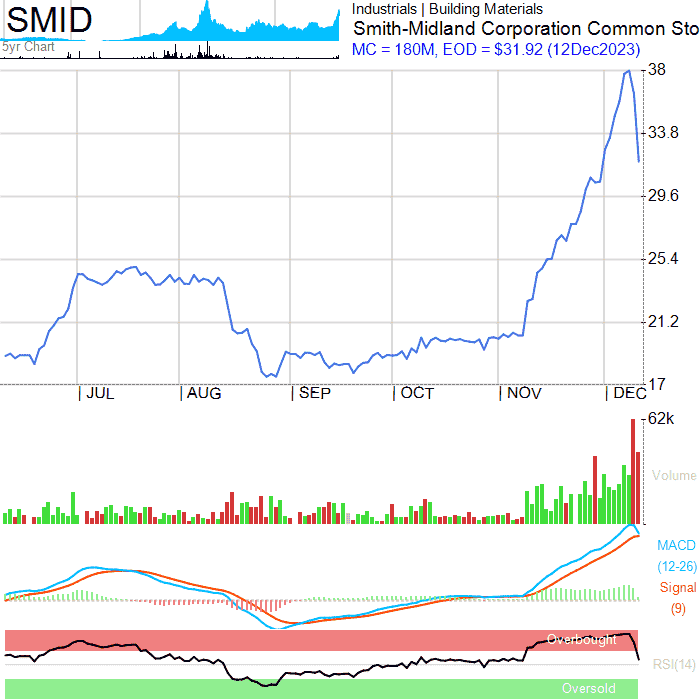 SMID
5yr Chart
Industrials | Building Materials
Smith-Midland Corporation Common Sto
MC = 180M, EOD = $31.92 (12Dec2023)
38
33.8
29.6
25.4
21.2
17
JUL
AUG
SEP
OCT
NOV
DEC
62k
Volume
MACD
(12-26)
Signal
(9)
Overbought
RSI(14)
Oversold